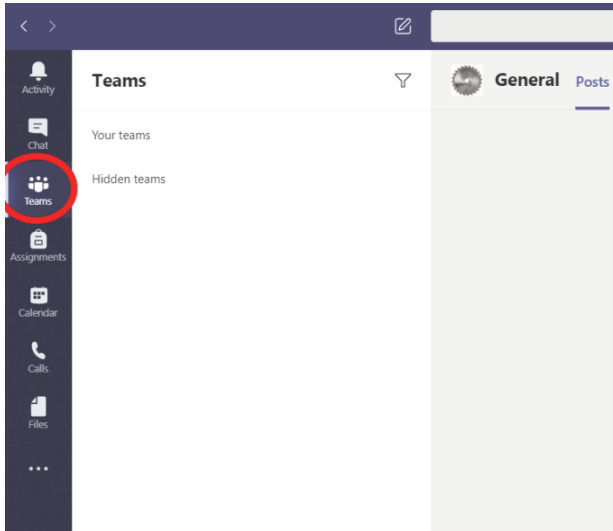 Activity
Chat
Teams
Assignments
Calendar
Calls
Files
Teams
Your teams
Hidden teams
General Posts